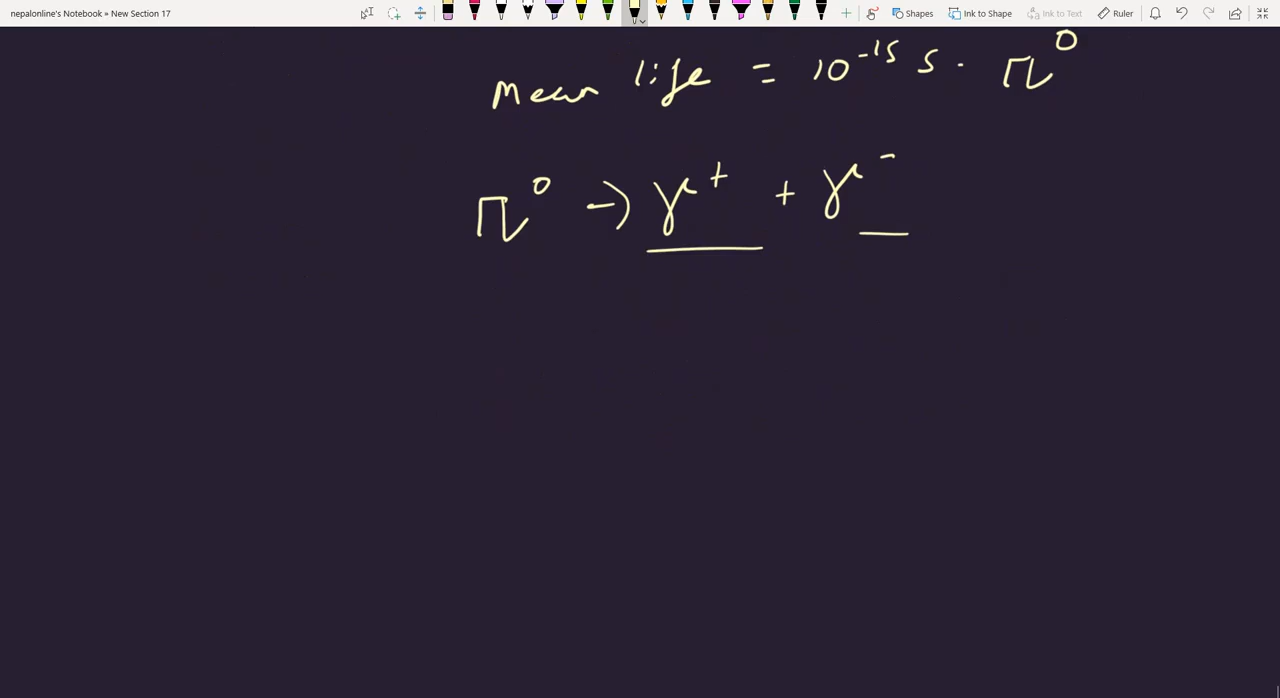 nepalonline's Notebook » New Section 17
Shapes Ink to Shape Ink to Text Ruler
Mean life = 10⁻¹⁵ s . π⁰
π⁰ → γ⁺ + γ⁻